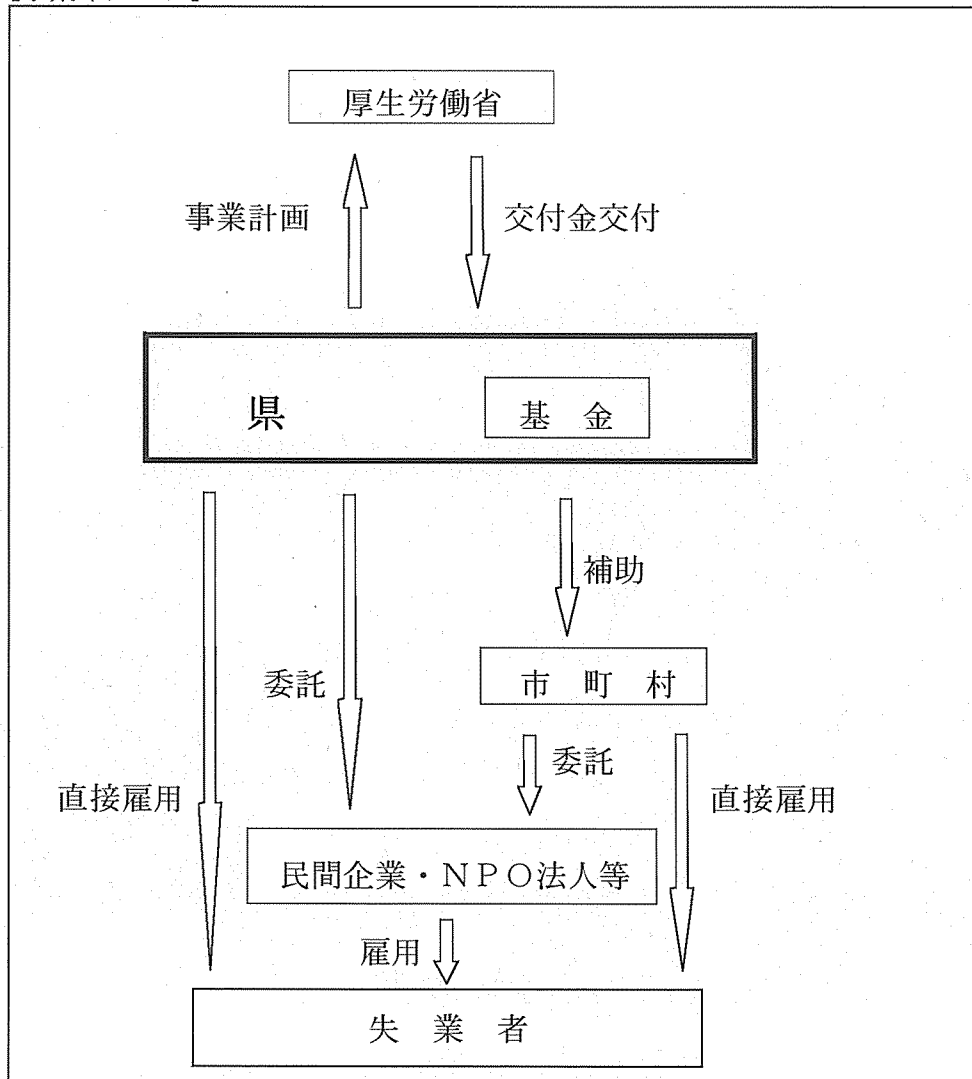 厚生労働省
事業計画
交付金交付
県
基　金
補助
市　町　村
委託
委託
直接雇用
直接雇用
民間企業・ＮＰＯ法人等
雇用
失　業　者